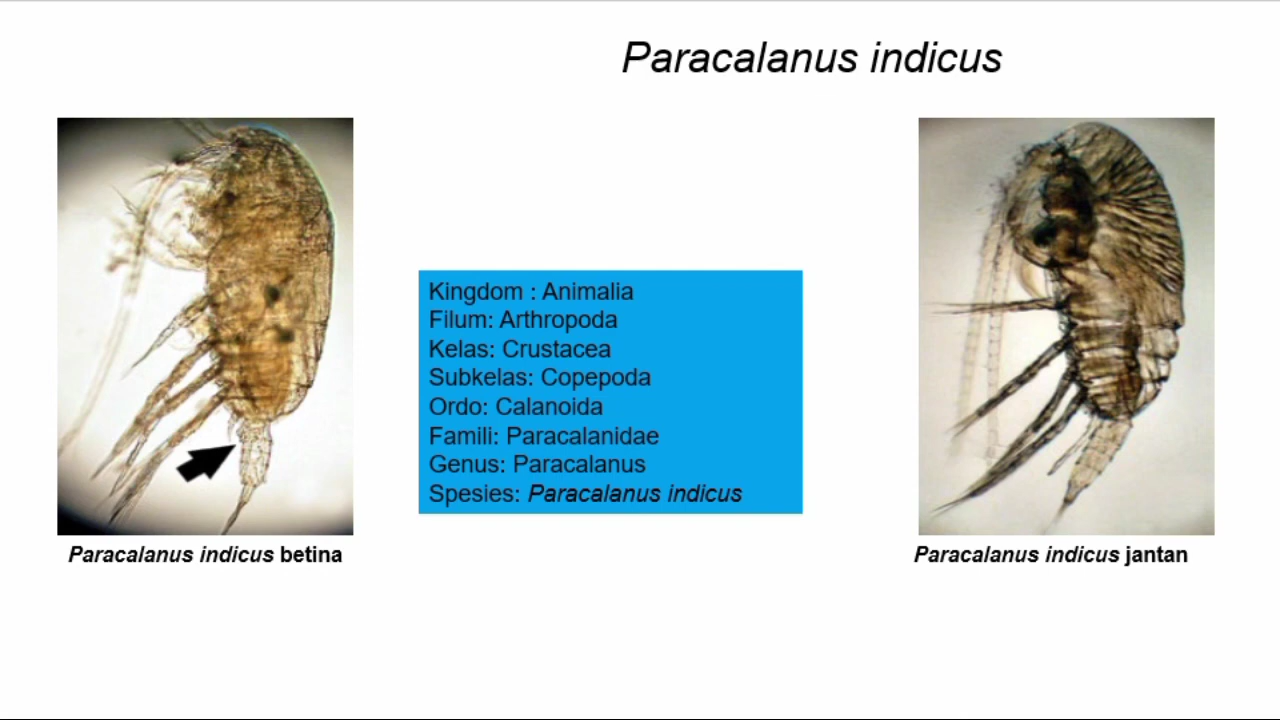 Paracalanus indicus
Kingdom : Animalia
Filum: Arthropoda
Kelas: Crustacea
Subkelas: Copepoda
Ordo: Calanoida
Famili: Paracalanidae
Genus: Paracalanus
Spesies: Paracalanus indicus
Paracalanus indicus betina
Paracalanus indicus jantan